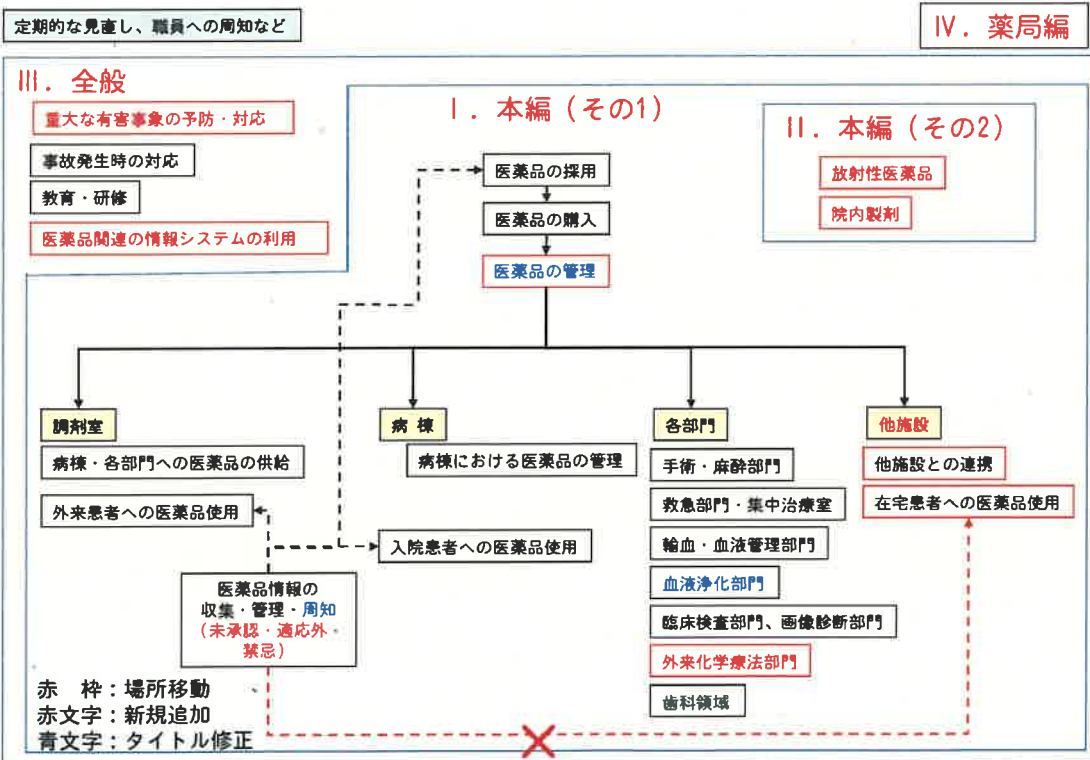 定期的な見直し、職員への周知など
Ⅳ．薬局編
Ⅲ．全般
重大な有害事象の予防・対応
事故発生時の対応
教育・研修
医薬品関連の情報システムの利用
Ⅰ．本編（その1）
Ⅱ．本編（その2）
放射性医薬品
院内製剤
医薬品の採用
医薬品の購入
医薬品の管理
調剤室
病棟・各部門への医薬品の供給
外来患者への医薬品使用
病 棟
病棟における医薬品の管理
入院患者への医薬品使用
各部門
手術・麻酔部門
救急部門・集中治療室
輸血・血液管理部門
血液浄化部門
臨床検査部門、画像診断部門
外来化学療法部門
歯科領域
他施設
他施設との連携
在宅患者への医薬品使用
医薬品情報の
収集・管理・周知
（未承認・適応外・
禁忌）
赤　枠：場所移動
赤文字：新規追加
青文字：タイトル修正